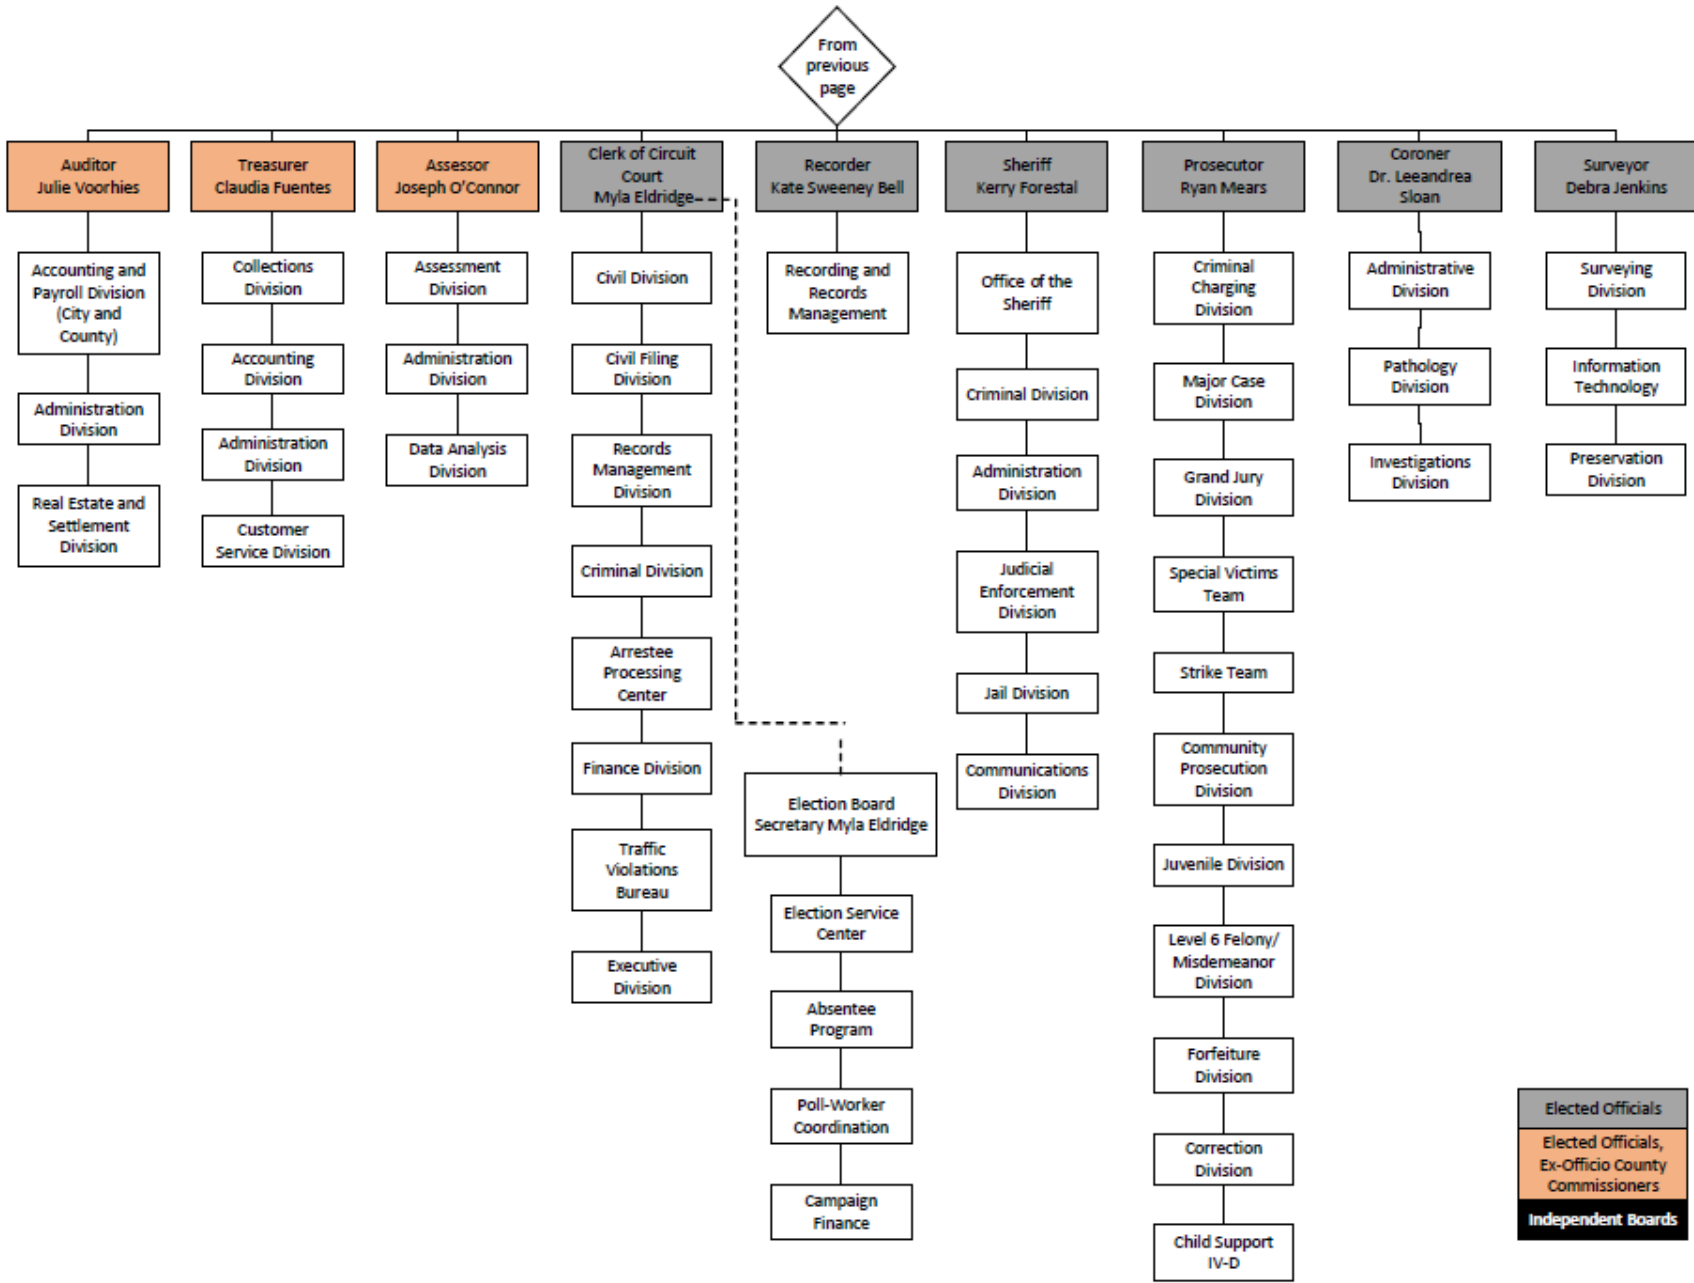 From
previous
page
Auditor
Julie Voorhies
Treasurer
Claudia Fuentes
Assessor
Joseph O'Connor
Clerk of Circuit
Court
Myla Eldridge
Recorder
Kate Sweeney Bell
Sheriff
Kerry Forestal
Prosecutor
Ryan Mears
Coroner
Dr. Leeandrea
Sloan
Surveyor
Debra Jenkins
Accounting and
Payroll Division
(City and
County)
Administration
Division
Real Estate and
Settlement
Division
Collections
Division
Accounting
Division
Administration
Division
Customer
Service Division
Assessment
Division
Administration
Division
Data Analysis
Division
Civil Division
Civil Filing
Division
Records
Management
Division
Criminal Division
Arrestee
Processing
Center
Finance Division
Traffic
Violations
Bureau
Executive
Division
Recording and
Records
Management
Election Board
Secretary Myla Eldridge
Election Service
Center
Absentee
Program
Poll-Worker
Coordination
Campaign
Finance
Office of the
Sheriff
Criminal Division
Administration
Division
Judicial
Enforcement
Division
Jail Division
Communications
Division
Criminal
Charging
Division
Major Case
Division
Grand Jury
Division
Special Victims
Team
Strike Team
Community
Prosecution
Division
Juvenile Division
Level 6 Felony/
Misdemeanor
Division
Forfeiture
Division
Correction
Division
Child Support
IV-D
Administrative
Division
Pathology
Division
Investigations
Division
Surveying
Division
Information
Technology
Preservation
Division
Elected Officials
Elected Officials,
Ex-Officio County
Commissioners
Independent Boards